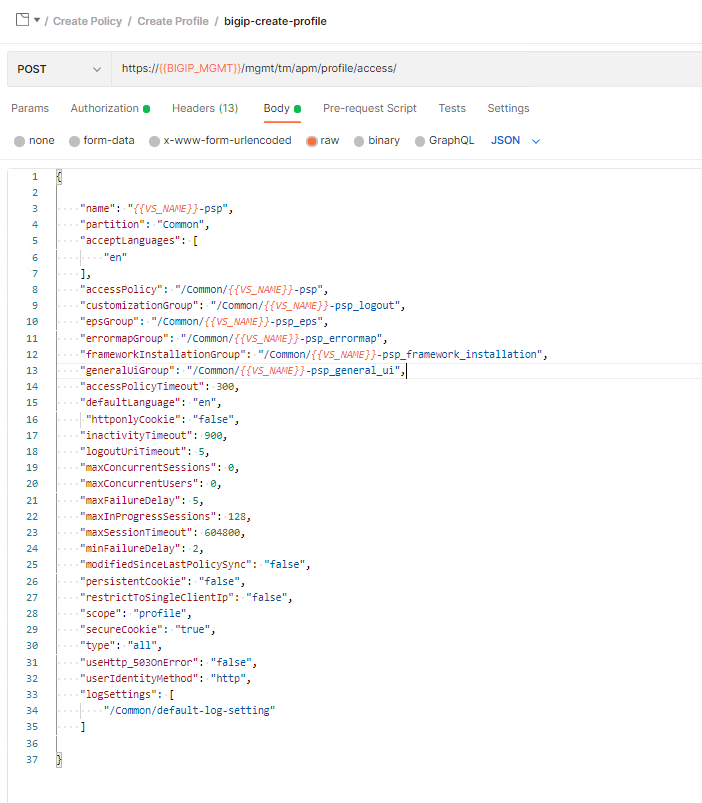 / Create Policy / Create Profile / bigip-create-profile
POST https://{{BIGIP_MGMT}}/mgmt/tm/apm/profile/access/
Params Authorization Headers (13) Body Pre-request Script Tests Settings
none form-data x-www-form-urlencoded raw binary GraphQL JSON
1 {
2
3 "name": "{{VS_NAME}}-psp",
4 "partition": "Common",
5 "acceptLanguages": [
6 "en"
7 ],
8 "accessPolicy": "/Common/{{VS_NAME}}-psp",
9 "customizationGroup": "/Common/{{VS_NAME}}-psp_logout",
10 "epsGroup": "/Common/{{VS_NAME}}-psp_eps",
11 "errormapGroup": "/Common/{{VS_NAME}}-psp_errormap",
12 "frameworkInstallationGroup": "/Common/{{VS_NAME}}-psp_framework_installation",
13 "generalUiGroup": "/Common/{{VS_NAME}}-psp_general_ui",
14 "accessPolicyTimeout": 300,
15 "defaultLanguage": "en",
16 "httponlyCookie": "false",
17 "inactivityTimeout": 900,
18 "logoutUriTimeout": 5,
19 "maxConcurrentSessions": 0,
20 "maxConcurrentUsers": 0,
21 "maxFailureDelay": 5,
22 "maxInProgressSessions": 128,
23 "maxSessionTimeout": 604800,
24 "minFailureDelay": 2,
25 "modifiedSinceLastPolicySync": "false",
26 "persistentCookie": "false",
27 "restrictToSingleClientIp": "false",
28 "scope": "profile",
29 "secureCookie": "true",
30 "type": "all",
31 "useHttp_503OnError": "false",
32 "userIdentityMethod": "http",
33 "logSettings": [
34 "/Common/default-log-setting"
35 ]
36
37 }